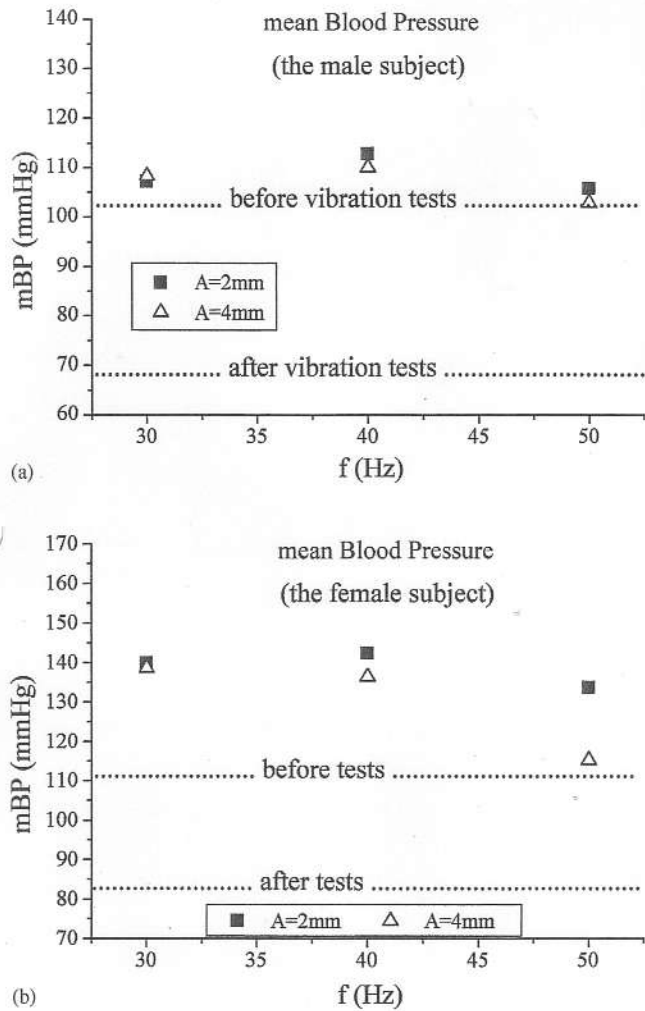 mean Blood Pressure
(the male subject)
mBP (mmHg)
140
130
120
110
100
90
80
70
60
before vibration tests
A=2mm
A=4mm
after vibration tests
30 35 40 45 50
f (Hz)
(a)
mean Blood Pressure
(the female subject)
mBP (mmHg)
170
160
150
140
130
120
110
100
90
80
70
before tests
after tests
A=2mm A=4mm
30 35 40 45 50
f (Hz)
(b)